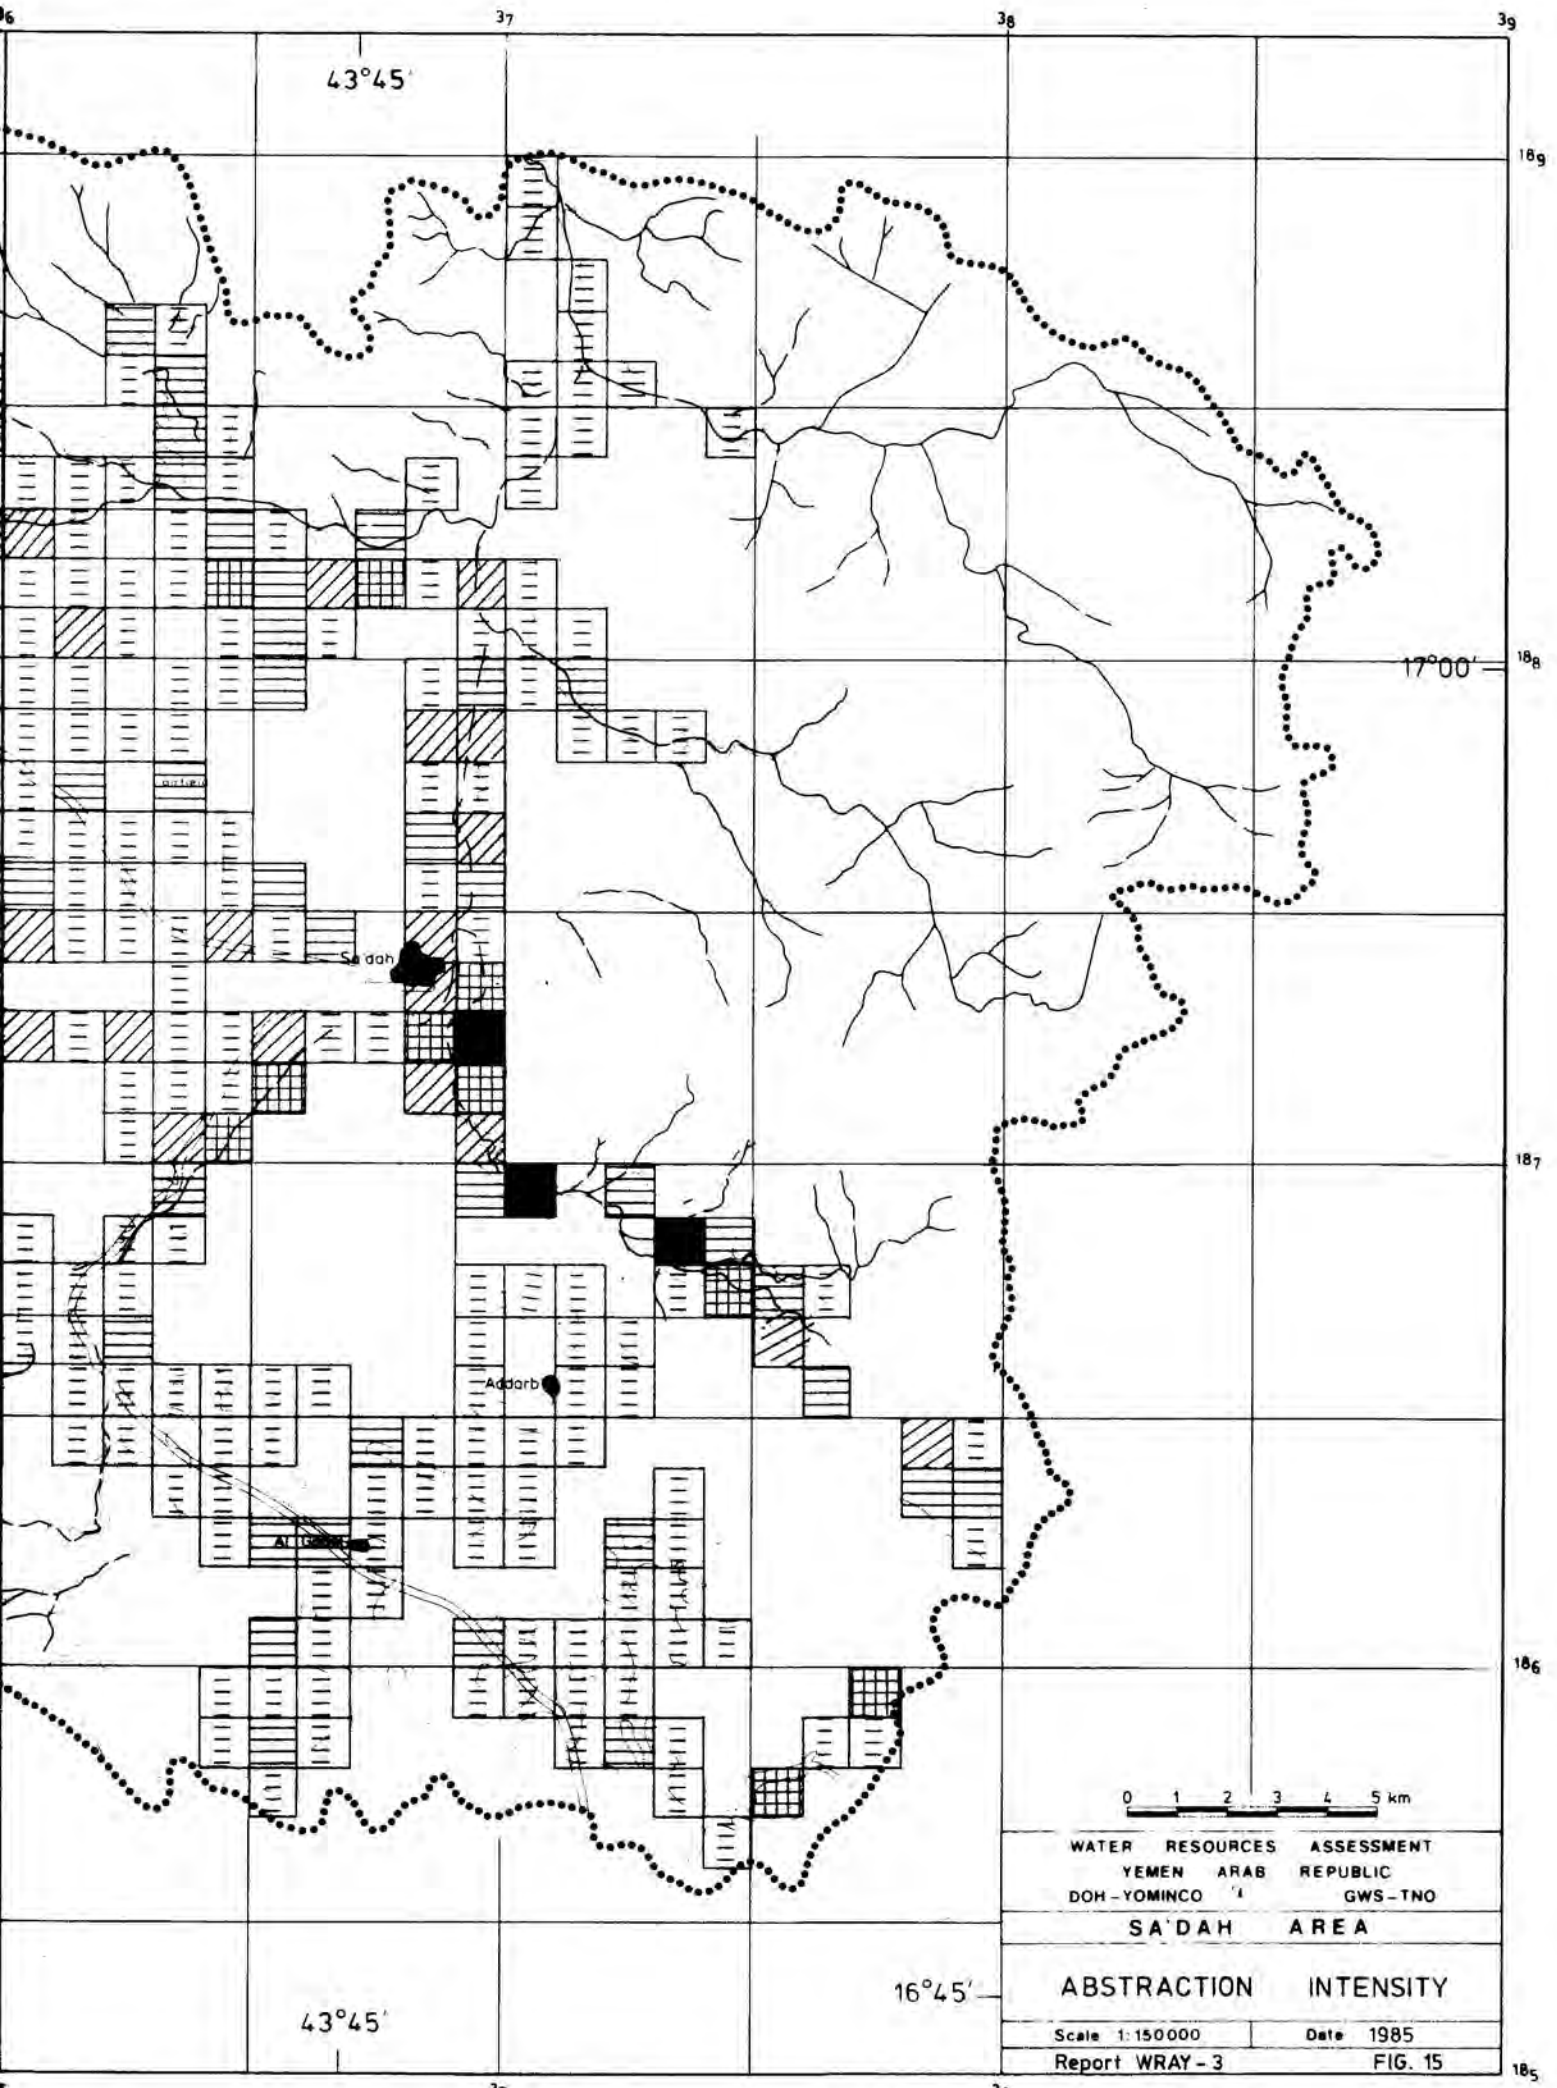 36 37 38 39
43°45'
189
17°00' 188
airfield
Sa'dah
187
Addarb
186
0 1 2 3 4 5 km
WATER RESOURCES ASSESSMENT
YEMEN ARAB REPUBLIC
DOH-YOMINCO GWS-TNO
SA'DAH AREA
16°45'
ABSTRACTION INTENSITY
43°45'
Scale 1:150000 Date 1985
Report WRAY-3 FIG. 15
185